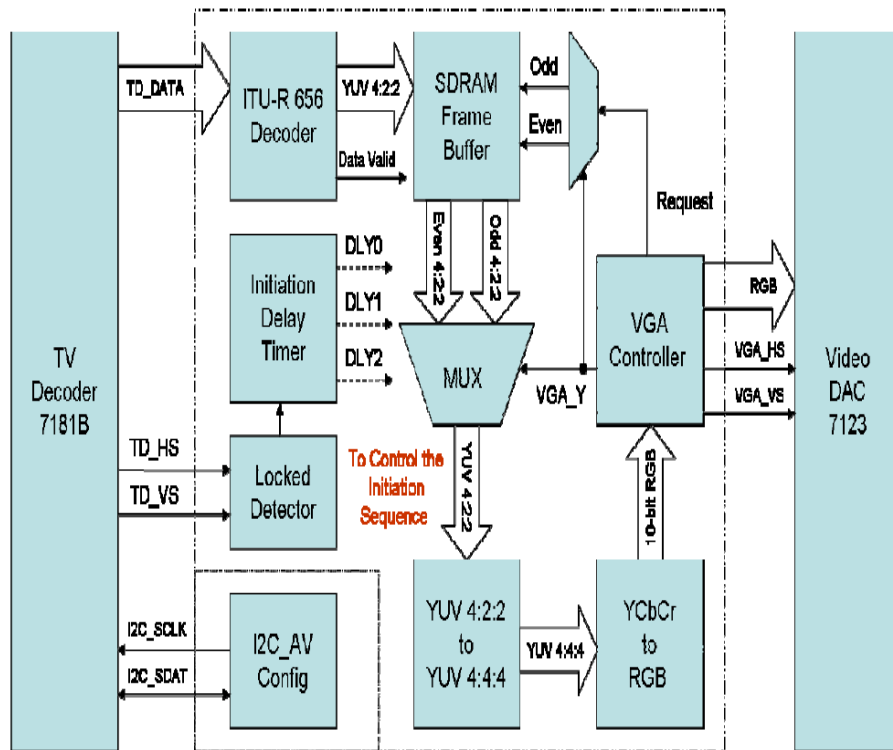 TV
Decoder
7181B
TD_DATA
ITU-R 656
Decoder
YUV 4:2:2
Data Valid
SDRAM
Frame
Buffer
Odd
Even
Request
Even 4:2:2
Odd 4:2:2
Initiation
Delay
Timer
DLY0
DLY1
DLY2
MUX
VGA_Y
VGA
Controller
RGB
VGA_HS
VGA_VS
Video
DAC
7123
TD_HS
TD_VS
Locked
Detector
To Control the
Initiation
Sequence
YUV 4:2:2
10-bit RGB
I2C_SCLK
I2C_SDAT
I2C_AV
Config
YUV 4:2:2
to
YUV 4:4:4
YUV 4:4:4
YCbCr
to
RGB